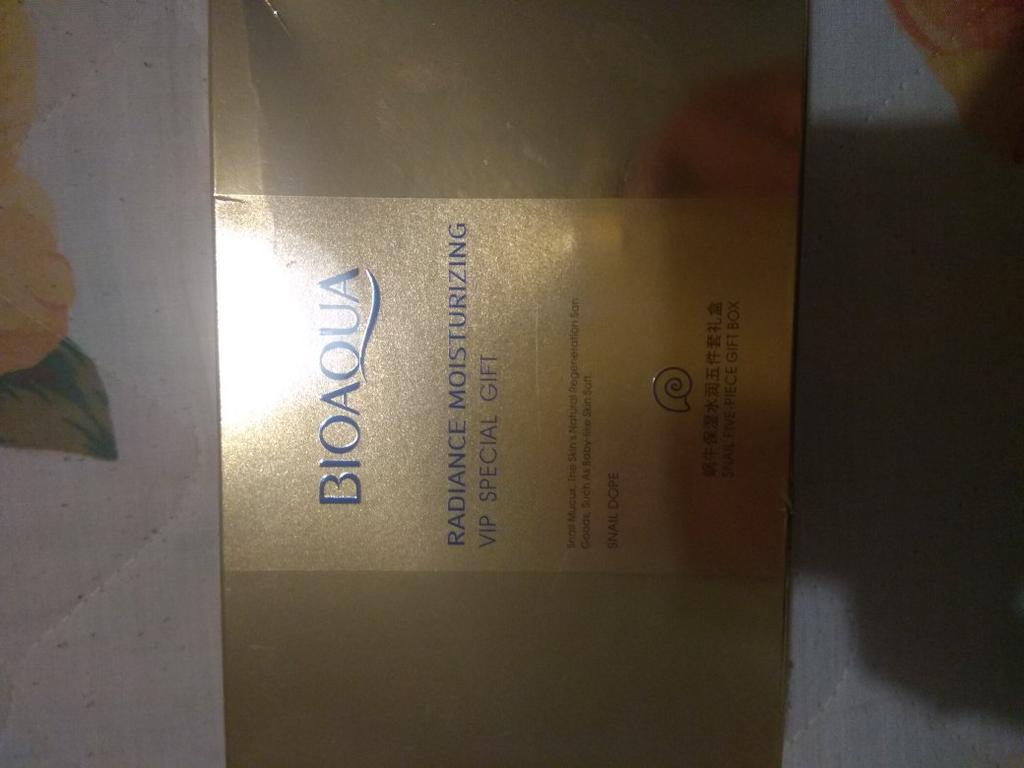 BIOAQUA
RADIANCE MOISTURIZING
VIP SPECIAL GIFT
Snail Mucus, The Skin's Natural Regeneration San
Goods, Such As Baby-like Skin Soft
SNAIL DOPE
蜗牛保湿水润五件套礼盒
SNAIL FIVE-PIECE GIFT BOX